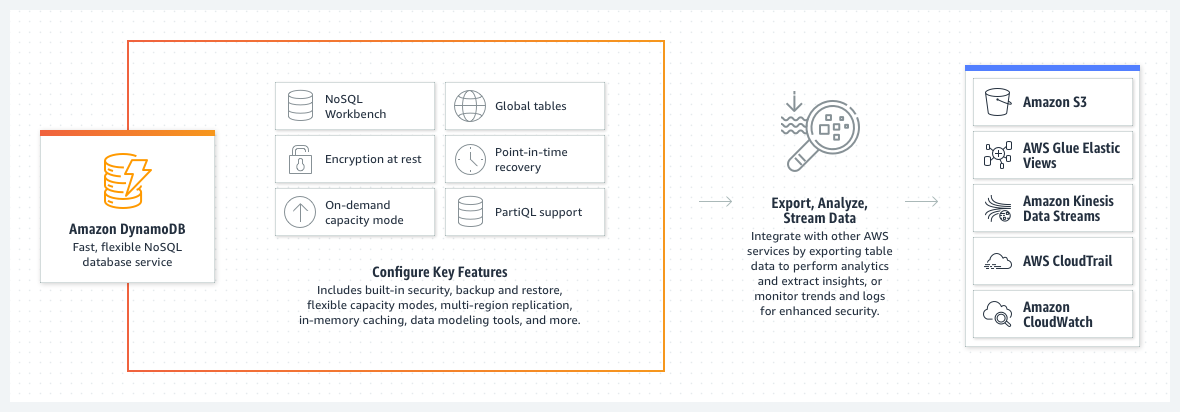 Amazon DynamoDB
Fast, flexible NoSQL
database service
NoSQL
Workbench
Global tables
Encryption at rest
Point-in-time
recovery
On-demand
capacity mode
PartiQL support
Configure Key Features
Includes built-in security, backup and restore,
flexible capacity modes, multi-region replication,
in-memory caching, data modeling tools, and more.
Export, Analyze,
Stream Data
Integrate with other AWS
services by exporting table
data to perform analytics
and extract insights, or
monitor trends and logs
for enhanced security.
Amazon S3
AWS Glue Elastic
Views
Amazon Kinesis
Data Streams
AWS CloudTrail
Amazon
CloudWatch